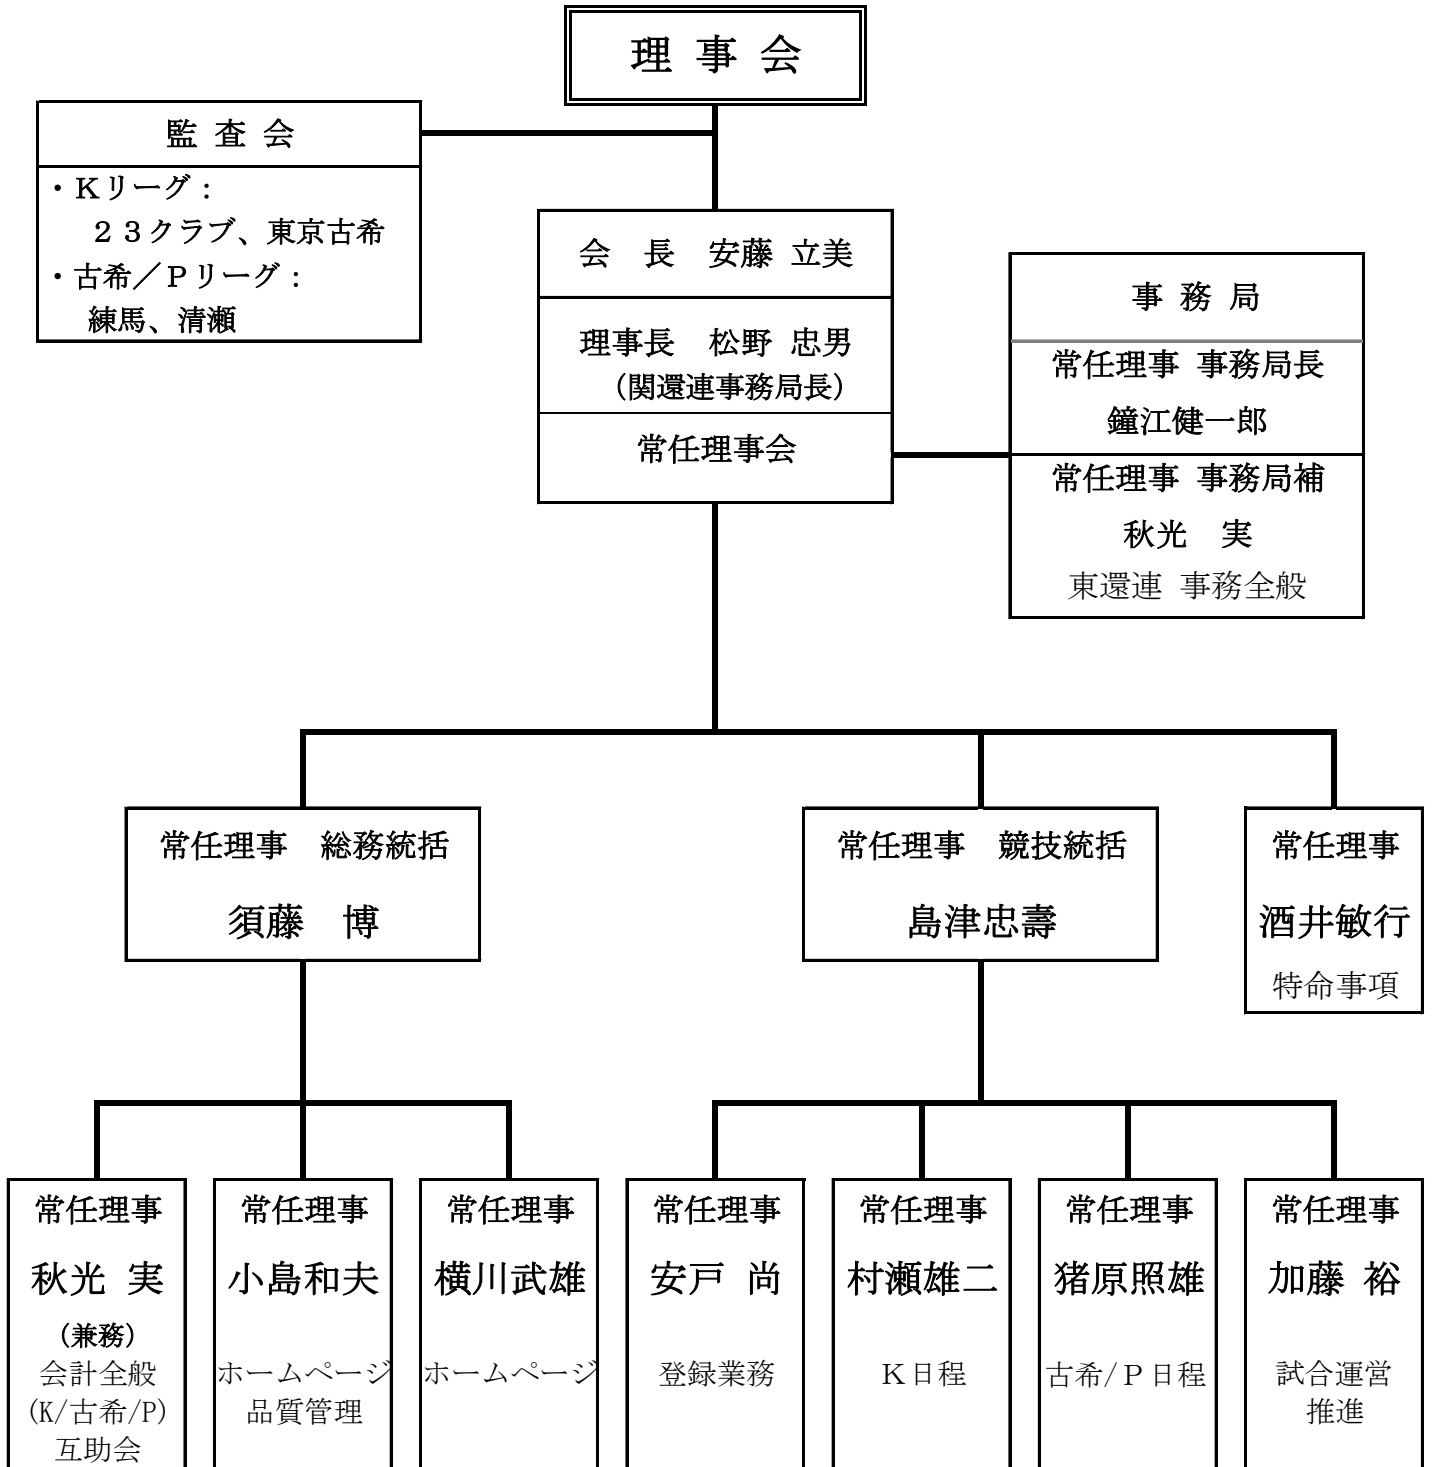 理 事 会
監 査 会
・Ｋリーグ：
２３クラブ、東京古希
・古希／Ｐリーグ：
練馬、清瀬
会　長　安藤 立美
理事長　松野 忠男
（関還連事務局長）
常任理事会
事 務 局
常任理事 事務局長
鐘江健一郎
常任理事 事務局補
秋光　実
東還連 事務全般
常任理事　総務統括
須藤　博
常任理事　競技統括
島津忠壽
常任理事
酒井敏行
特命事項
常任理事
秋光 実
（兼務）
会計全般
(K/古希/P)
互助会
常任理事
小島和夫
ホームページ
品質管理
常任理事
横川武雄
ホームページ
常任理事
安戸 尚
登録業務
常任理事
村瀬雄二
Ｋ日程
常任理事
猪原照雄
古希/Ｐ日程
常任理事
加藤 裕
試合運営
推進